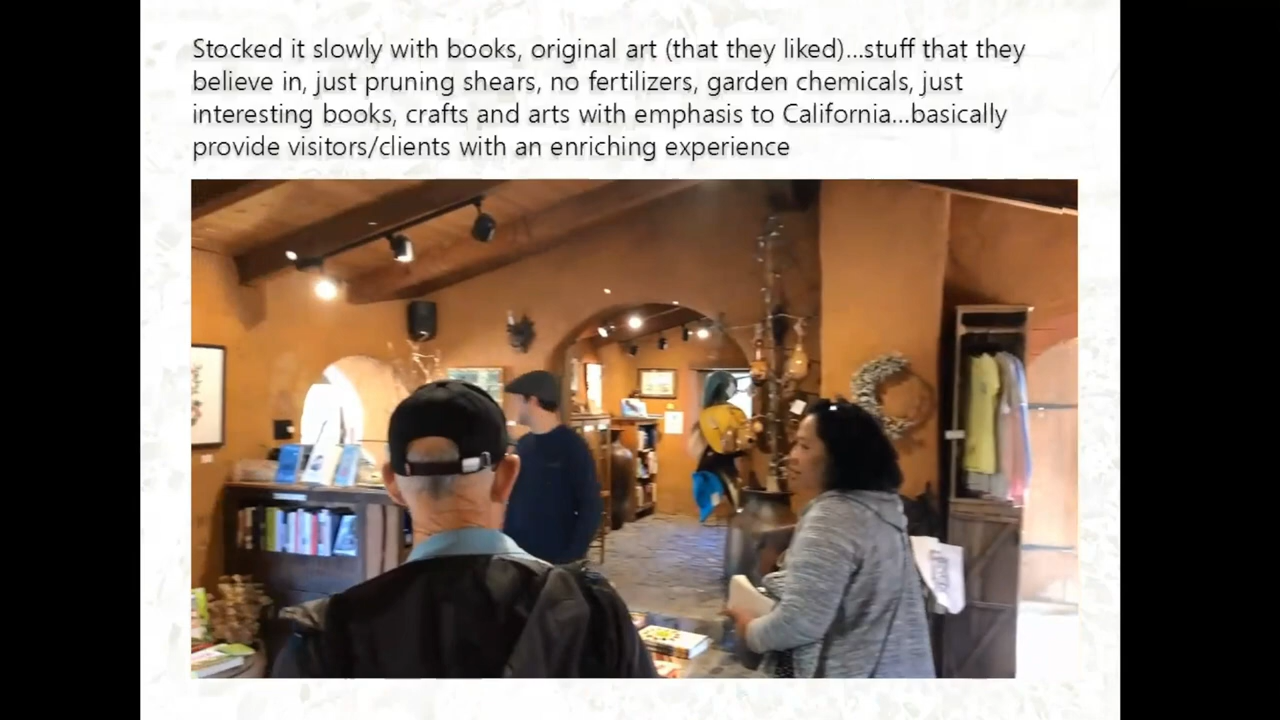 Stocked it slowly with books, original art (that they liked)...stuff that they
believe in, just pruning shears, no fertilizers, garden chemicals, just
interesting books, crafts and arts with emphasis to California...basically
provide visitors/clients with an enriching experience